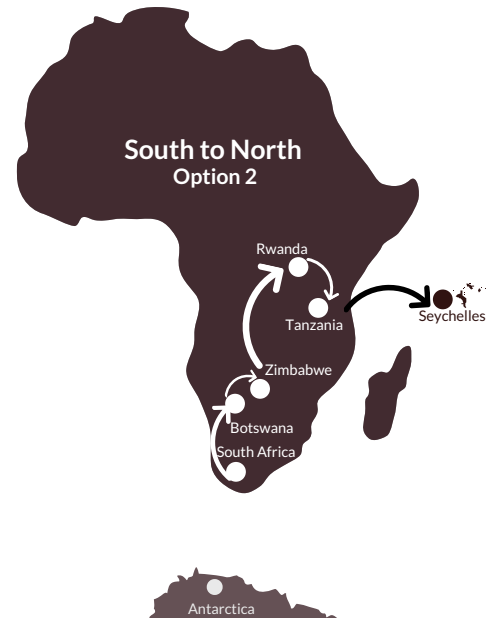 South to North
Option 2
Rwanda
Tanzania
Seychelles
Zimbabwe
Botswana
South Africa
Antarctica